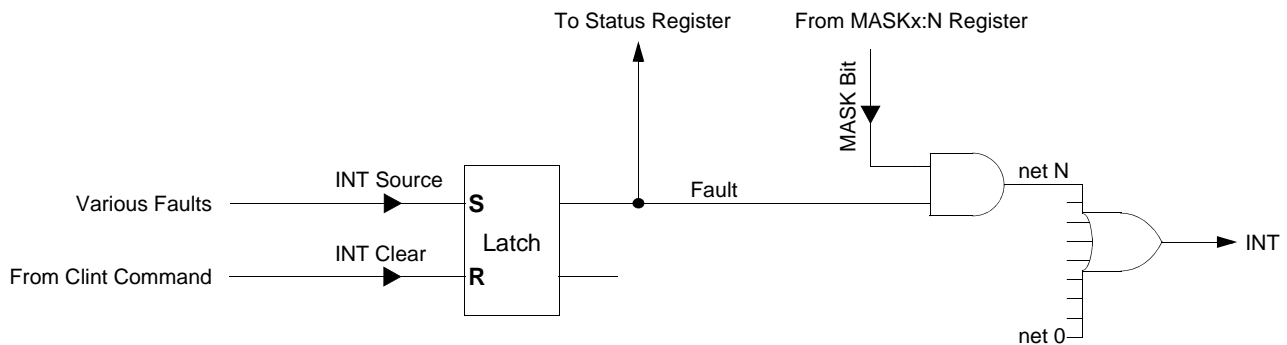 To Status Register
From MASKx:N Register
MASK Bit
INT Source
Various Faults
S
Fault
net N
Latch
INT
INT Clear
From Clint Command
R
net 0